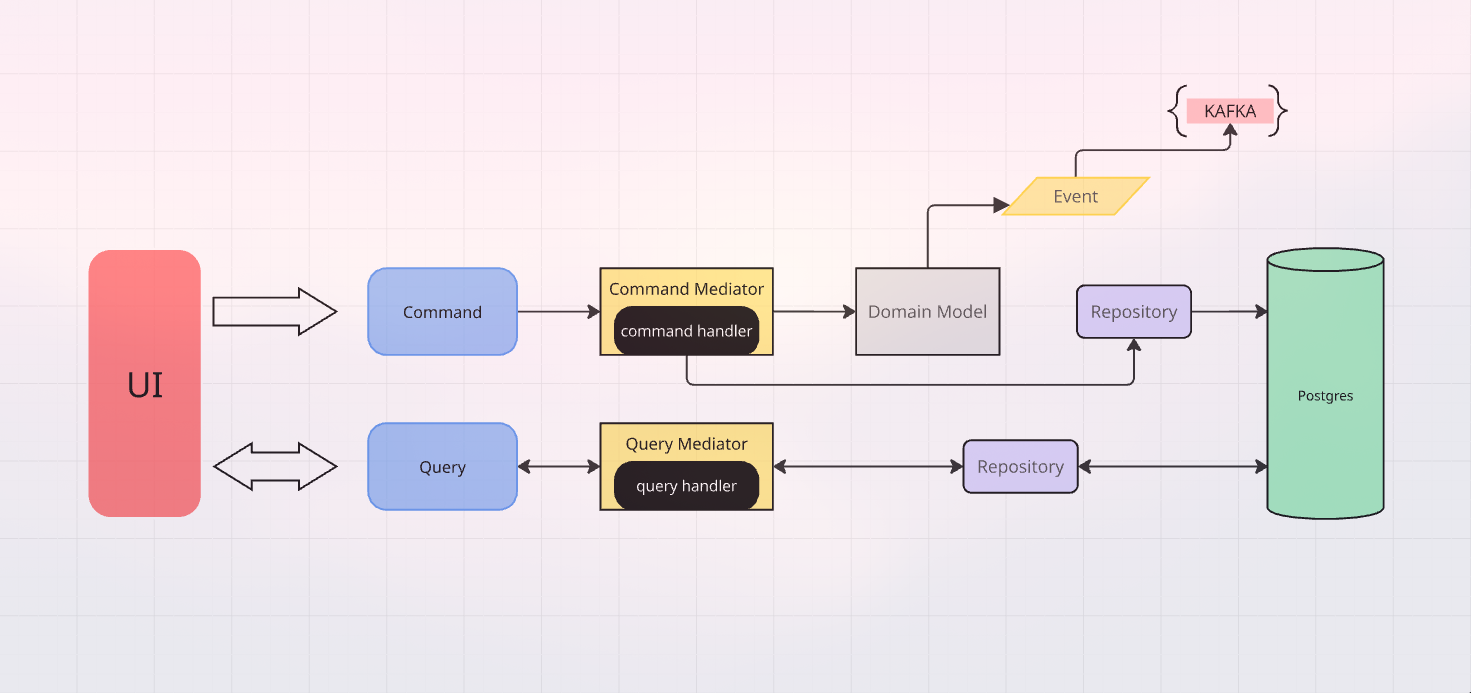 KAFKA
Event
UI
Command
Command Mediator
command handler
Domain Model
Repository
Postgres
Query
Query Mediator
query handler
Repository